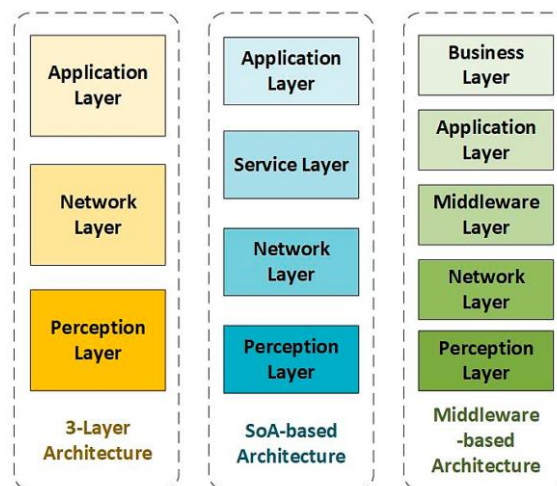 Application
Layer
Network
Layer
Perception
Layer
3-Layer
Architecture
Application
Layer
Service Layer
Network
Layer
Perception
Layer
SoA-based
Architecture
Business
Layer
Application
Layer
Middleware
Layer
Network
Layer
Perception
Layer
Middleware
-based
Architecture